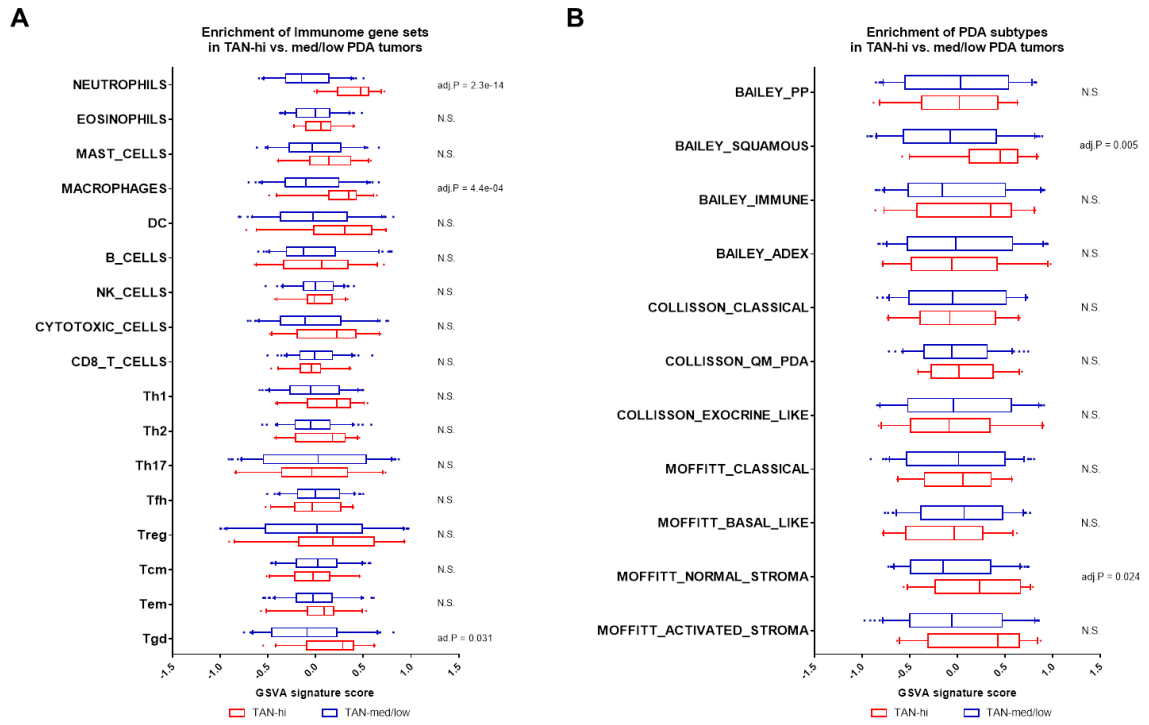 A
Enrichment of Immunome gene sets
in TAN-hi vs. med/low PDA tumors
NEUTROPHILS
adj.P = 2.3e-14
EOSINOPHILS
N.S.
MAST_CELLS
N.S.
MACROPHAGES
adj.P = 4.4e-04
DC
N.S.
B_CELLS
N.S.
NK_CELLS
N.S.
CYTOTOXIC_CELLS
N.S.
CD8_T_CELLS
N.S.
Th1
N.S.
Th2
N.S.
Th17
N.S.
Tfh
N.S.
Treg
N.S.
Tcm
N.S.
Tem
N.S.
Tgd
ad.P = 0.031
-1.5 -1.0 -0.5 0.0 0.5 1.0 1.5
GSVA signature score
TAN-hi TAN-med/low
B
Enrichment of PDA subtypes
in TAN-hi vs. med/low PDA tumors
BAILEY_PP
N.S.
BAILEY_SQUAMOUS
adj.P = 0.005
BAILEY_IMMUNE
N.S.
BAILEY_ADEX
N.S.
COLLISSON_CLASSICAL
N.S.
COLLISSON_QM_PDA
N.S.
COLLISSON_EXOCRINE_LIKE
N.S.
MOFFITT_CLASSICAL
N.S.
MOFFITT_BASAL_LIKE
N.S.
MOFFITT_NORMAL_STROMA
adj.P = 0.024
MOFFITT_ACTIVATED_STROMA
N.S.
-1.5 -1.0 -0.5 0.0 0.5 1.0 1.5
GSVA signature score
TAN-hi TAN-med/low